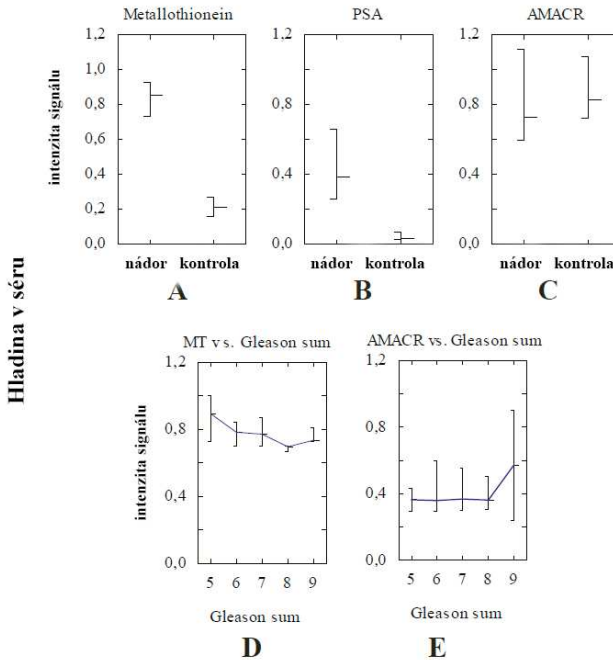 Hladina v séru
Metallothionein
PSA
AMACR
intenzita signálu
1,2
1,0
0,8
0,6
0,4
0,2
0,0
nádor kontrola
A
1,2
0,8
0,4
0,0
nádor kontrola
B
1,2
0,8
0,4
0,0
nádor kontrola
C
MT vs. Gleason sum
AMACR vs. Gleason sum
intenzita signálu
1,2
0,8
0,4
0,0
5 6 7 8 9
Gleason sum
D
1,2
0,8
0,4
0,0
5 6 7 8 9
Gleason sum
E